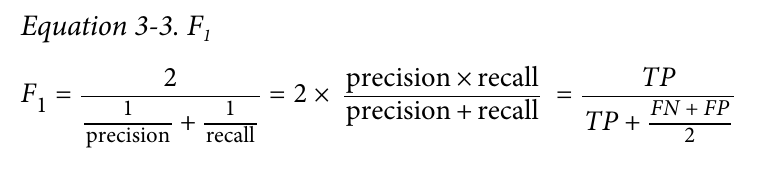 Equation 3-3. F₁
F₁ = 2 / (1/precision + 1/recall) = 2 × (precision × recall)/(precision + recall) = TP / (TP + (FN + FP)/2)